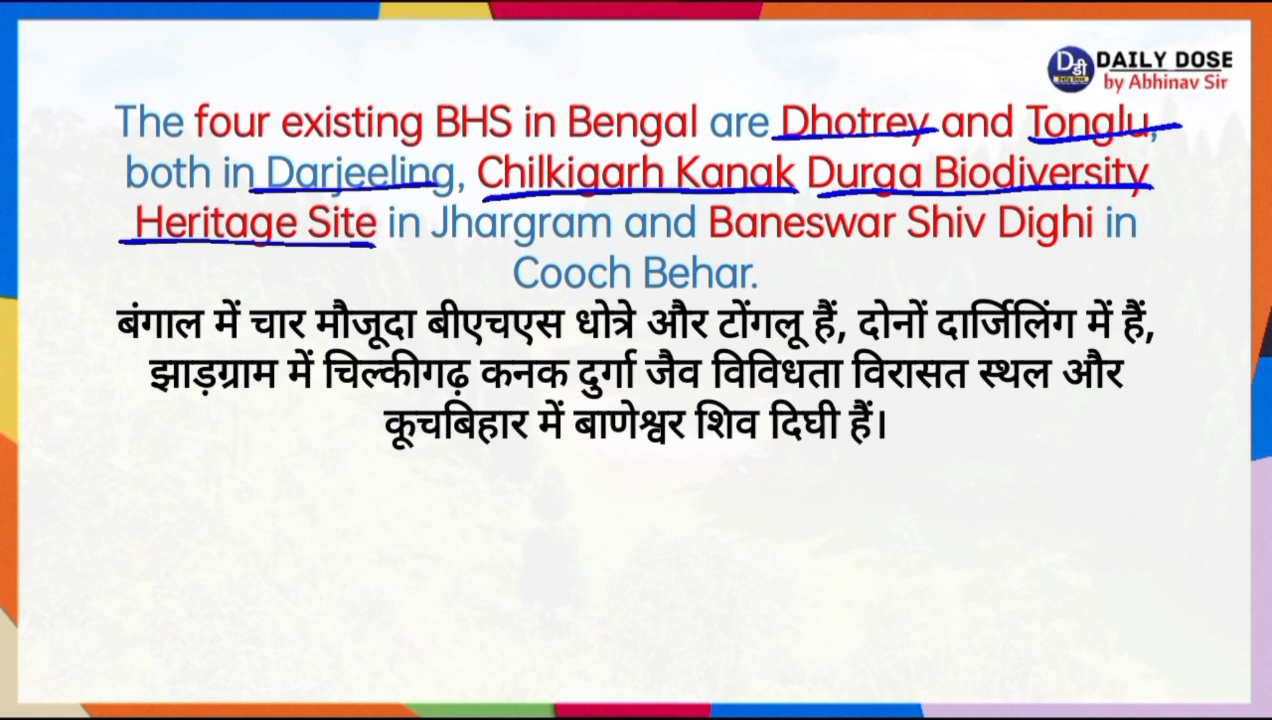 DAILY DOSE
by Abhinav Sir
The four existing BHS in Bengal are Dhotrey and Tonglu,
both in Darjeeling, Chilkigarh Kanak Durga Biodiversity
Heritage Site in Jhargram and Baneswar Shiv Dighi in
Cooch Behar.
बंगाल में चार मौजूदा बीएचएस धोत्रे और टोंगलू हैं, दोनों दार्जिलिंग में हैं,
झाड़ग्राम में चिल्कीगढ़ कनक दुर्गा जैव विविधता विरासत स्थल और
कूचबिहार में बाणेश्वर शिव दिघी हैं।